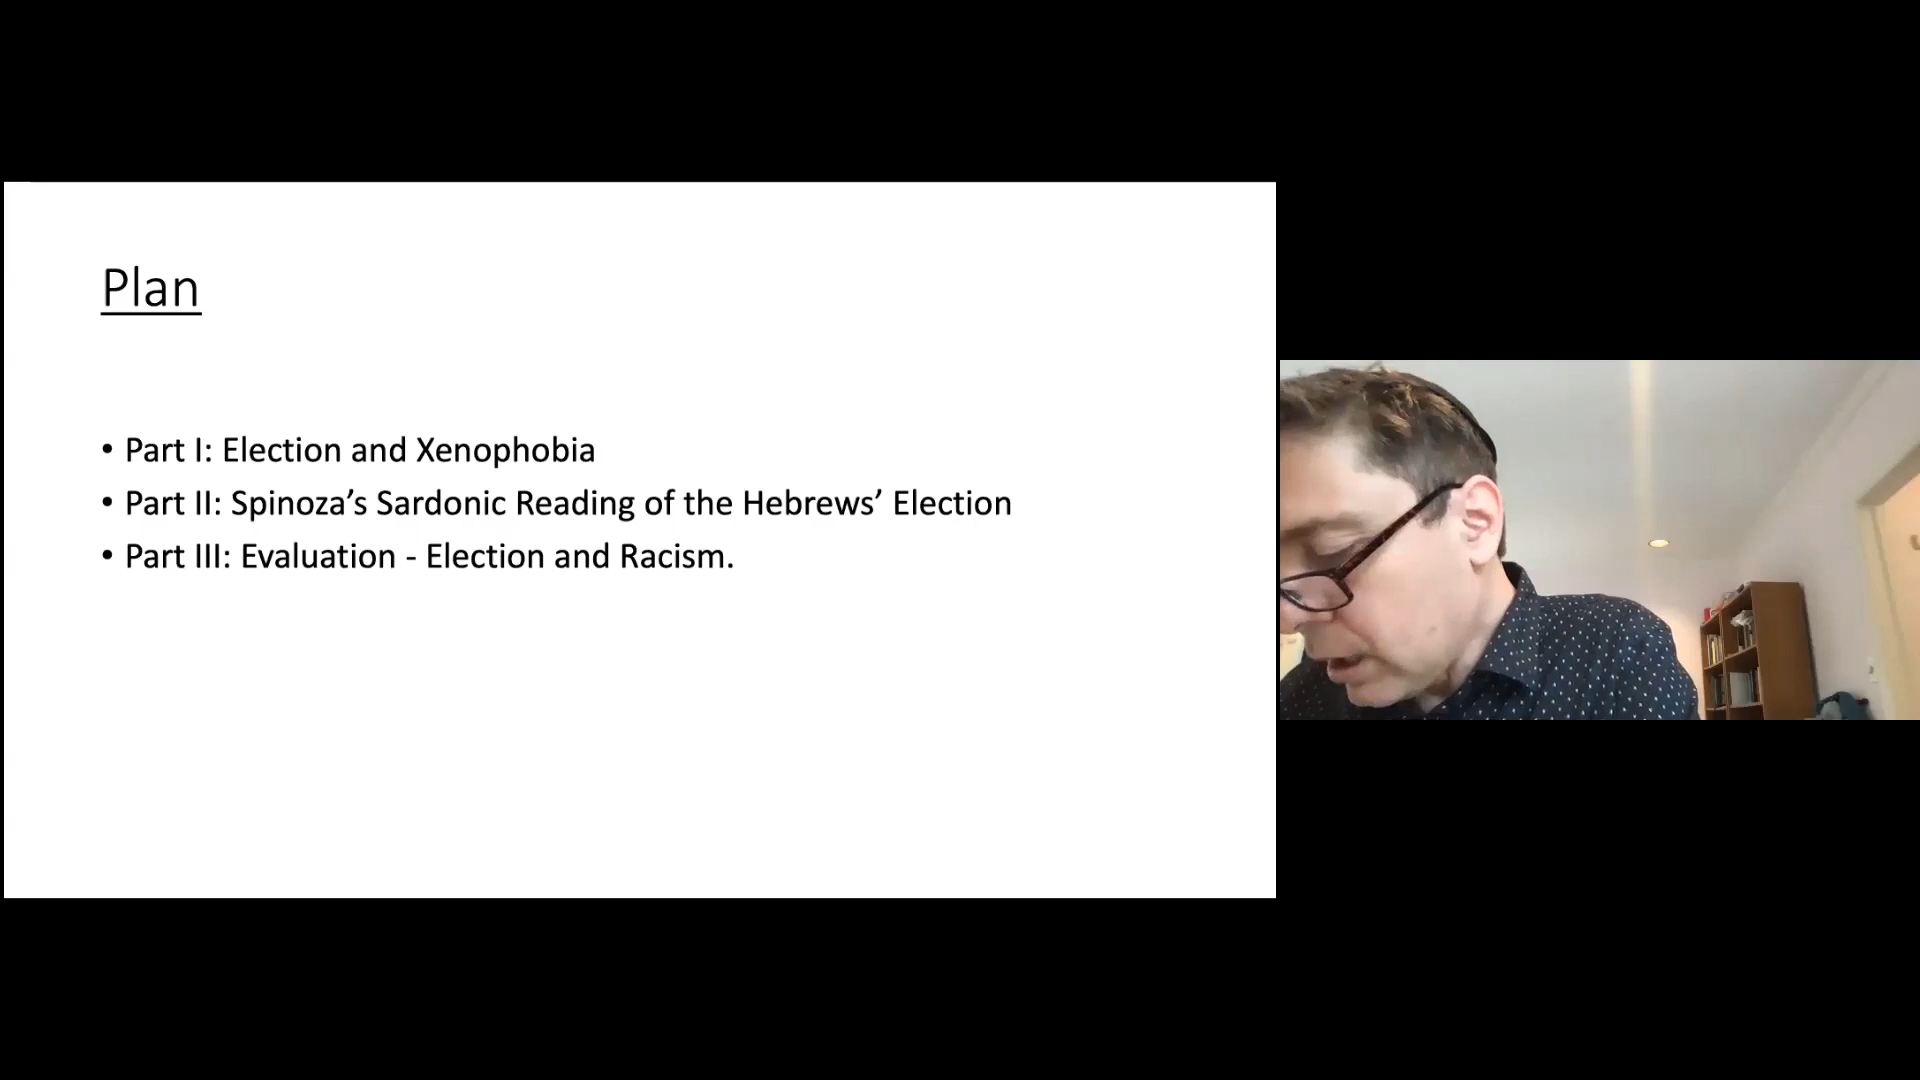 Plan
• Part I: Election and Xenophobia
• Part II: Spinoza’s Sardonic Reading of the Hebrews’ Election
• Part III: Evaluation - Election and Racism.